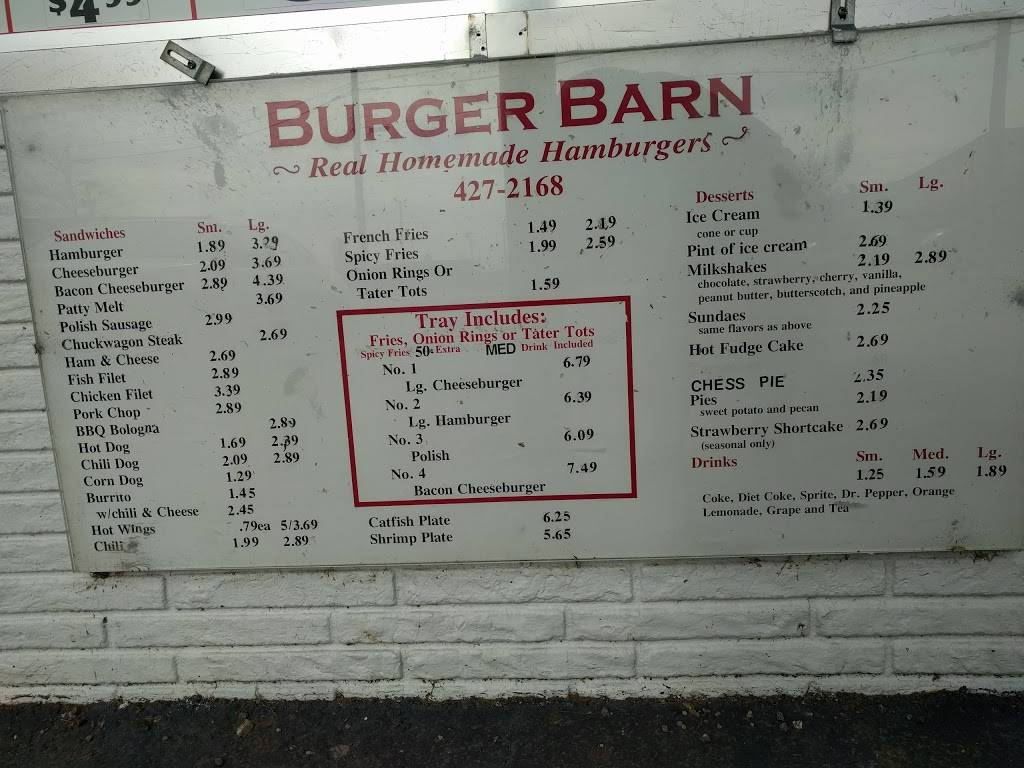 $4.99
BURGER BARN
~ Real Homemade Hamburgers ~
427-2168
Sandwiches Sm. Lg.
Hamburger 1.89 3.29
Cheeseburger 2.09 3.69
Bacon Cheeseburger 2.89 4.39
Patty Melt 3.69
Polish Sausage 2.99
Chuckwagon Steak 2.69
Ham & Cheese 2.69
Fish Filet 2.89
Chicken Filet 3.39
Pork Chop 2.89
BBQ Bologna 2.89
Hot Dog 1.69 2.39
Chili Dog 2.09 2.89
Corn Dog 1.29
Burrito 1.45
w/chili & Cheese 2.45
Hot Wings .79ea 5/3.69
Chili 1.99 2.89
French Fries 1.49 2.19
Spicy Fries 1.99 2.59
Onion Rings Or
Tater Tots 1.59
Tray Includes:
Fries, Onion Rings or Tater Tots
Spicy Fries 50¢ Extra MED Drink Included
No. 1 6.79
Lg. Cheeseburger
No. 2 6.39
Lg. Hamburger
No. 3 6.09
Polish
No. 4 7.49
Bacon Cheeseburger
Catfish Plate 6.25
Shrimp Plate 5.65
Desserts Sm. Lg.
Ice Cream 1.39
cone or cup
Pint of ice cream 2.69
Milkshakes 2.19 2.89
chocolate, strawberry, cherry, vanilla,
peanut butter, butterscotch, and pineapple
Sundaes 2.25
same flavors as above
Hot Fudge Cake 2.69
CHESS PIE 2.35
Pies 2.19
sweet potato and pecan
Strawberry Shortcake 2.69
(seasonal only)
Drinks Sm. Med. Lg.
1.25 1.59 1.89
Coke, Diet Coke, Sprite, Dr. Pepper, Orange
Lemonade, Grape and Tea